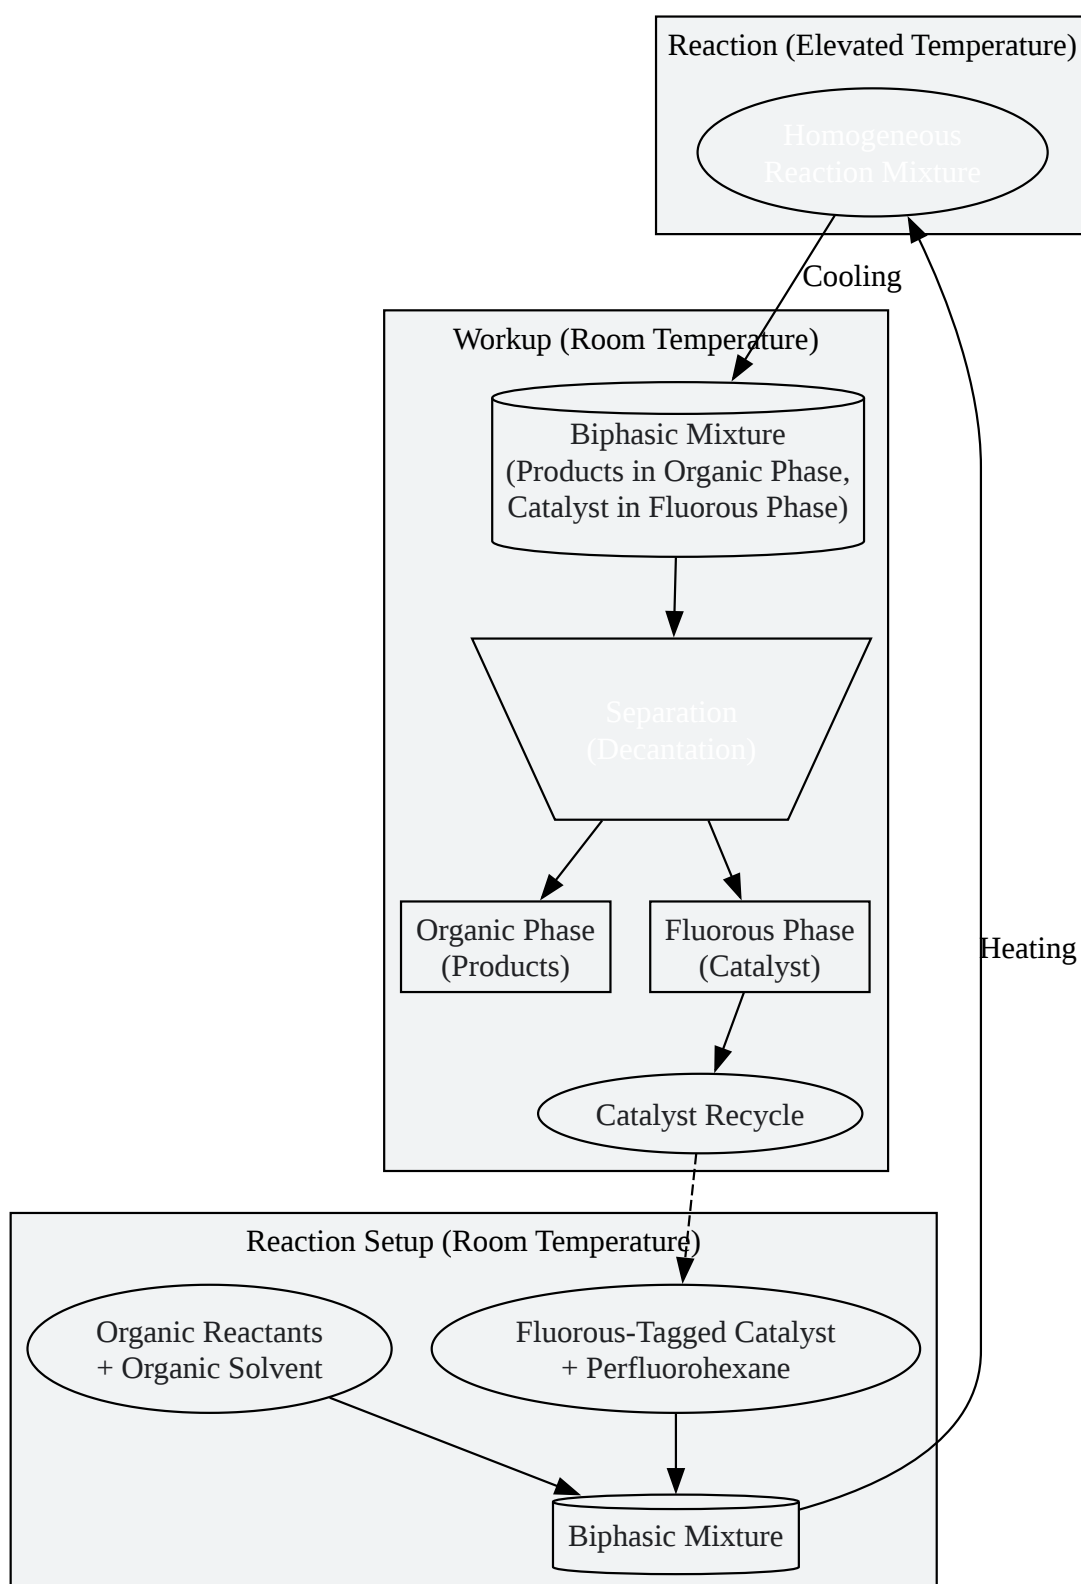 Reaction (Elevated Temperature)
Homogeneous
Reaction Mixture
Cooling
Workup (Room Temperature)
Biphasic Mixture
(Products in Organic Phase,
Catalyst in Fluorous Phase)
Separation
(Decantation)
Organic Phase
(Products)
Fluorous Phase
(Catalyst)
Heating
Catalyst Recycle
Reaction Setup (Room Temperature)
Organic Reactants
+ Organic Solvent
Fluorous-Tagged Catalyst
+ Perfluorohexane
Biphasic Mixture